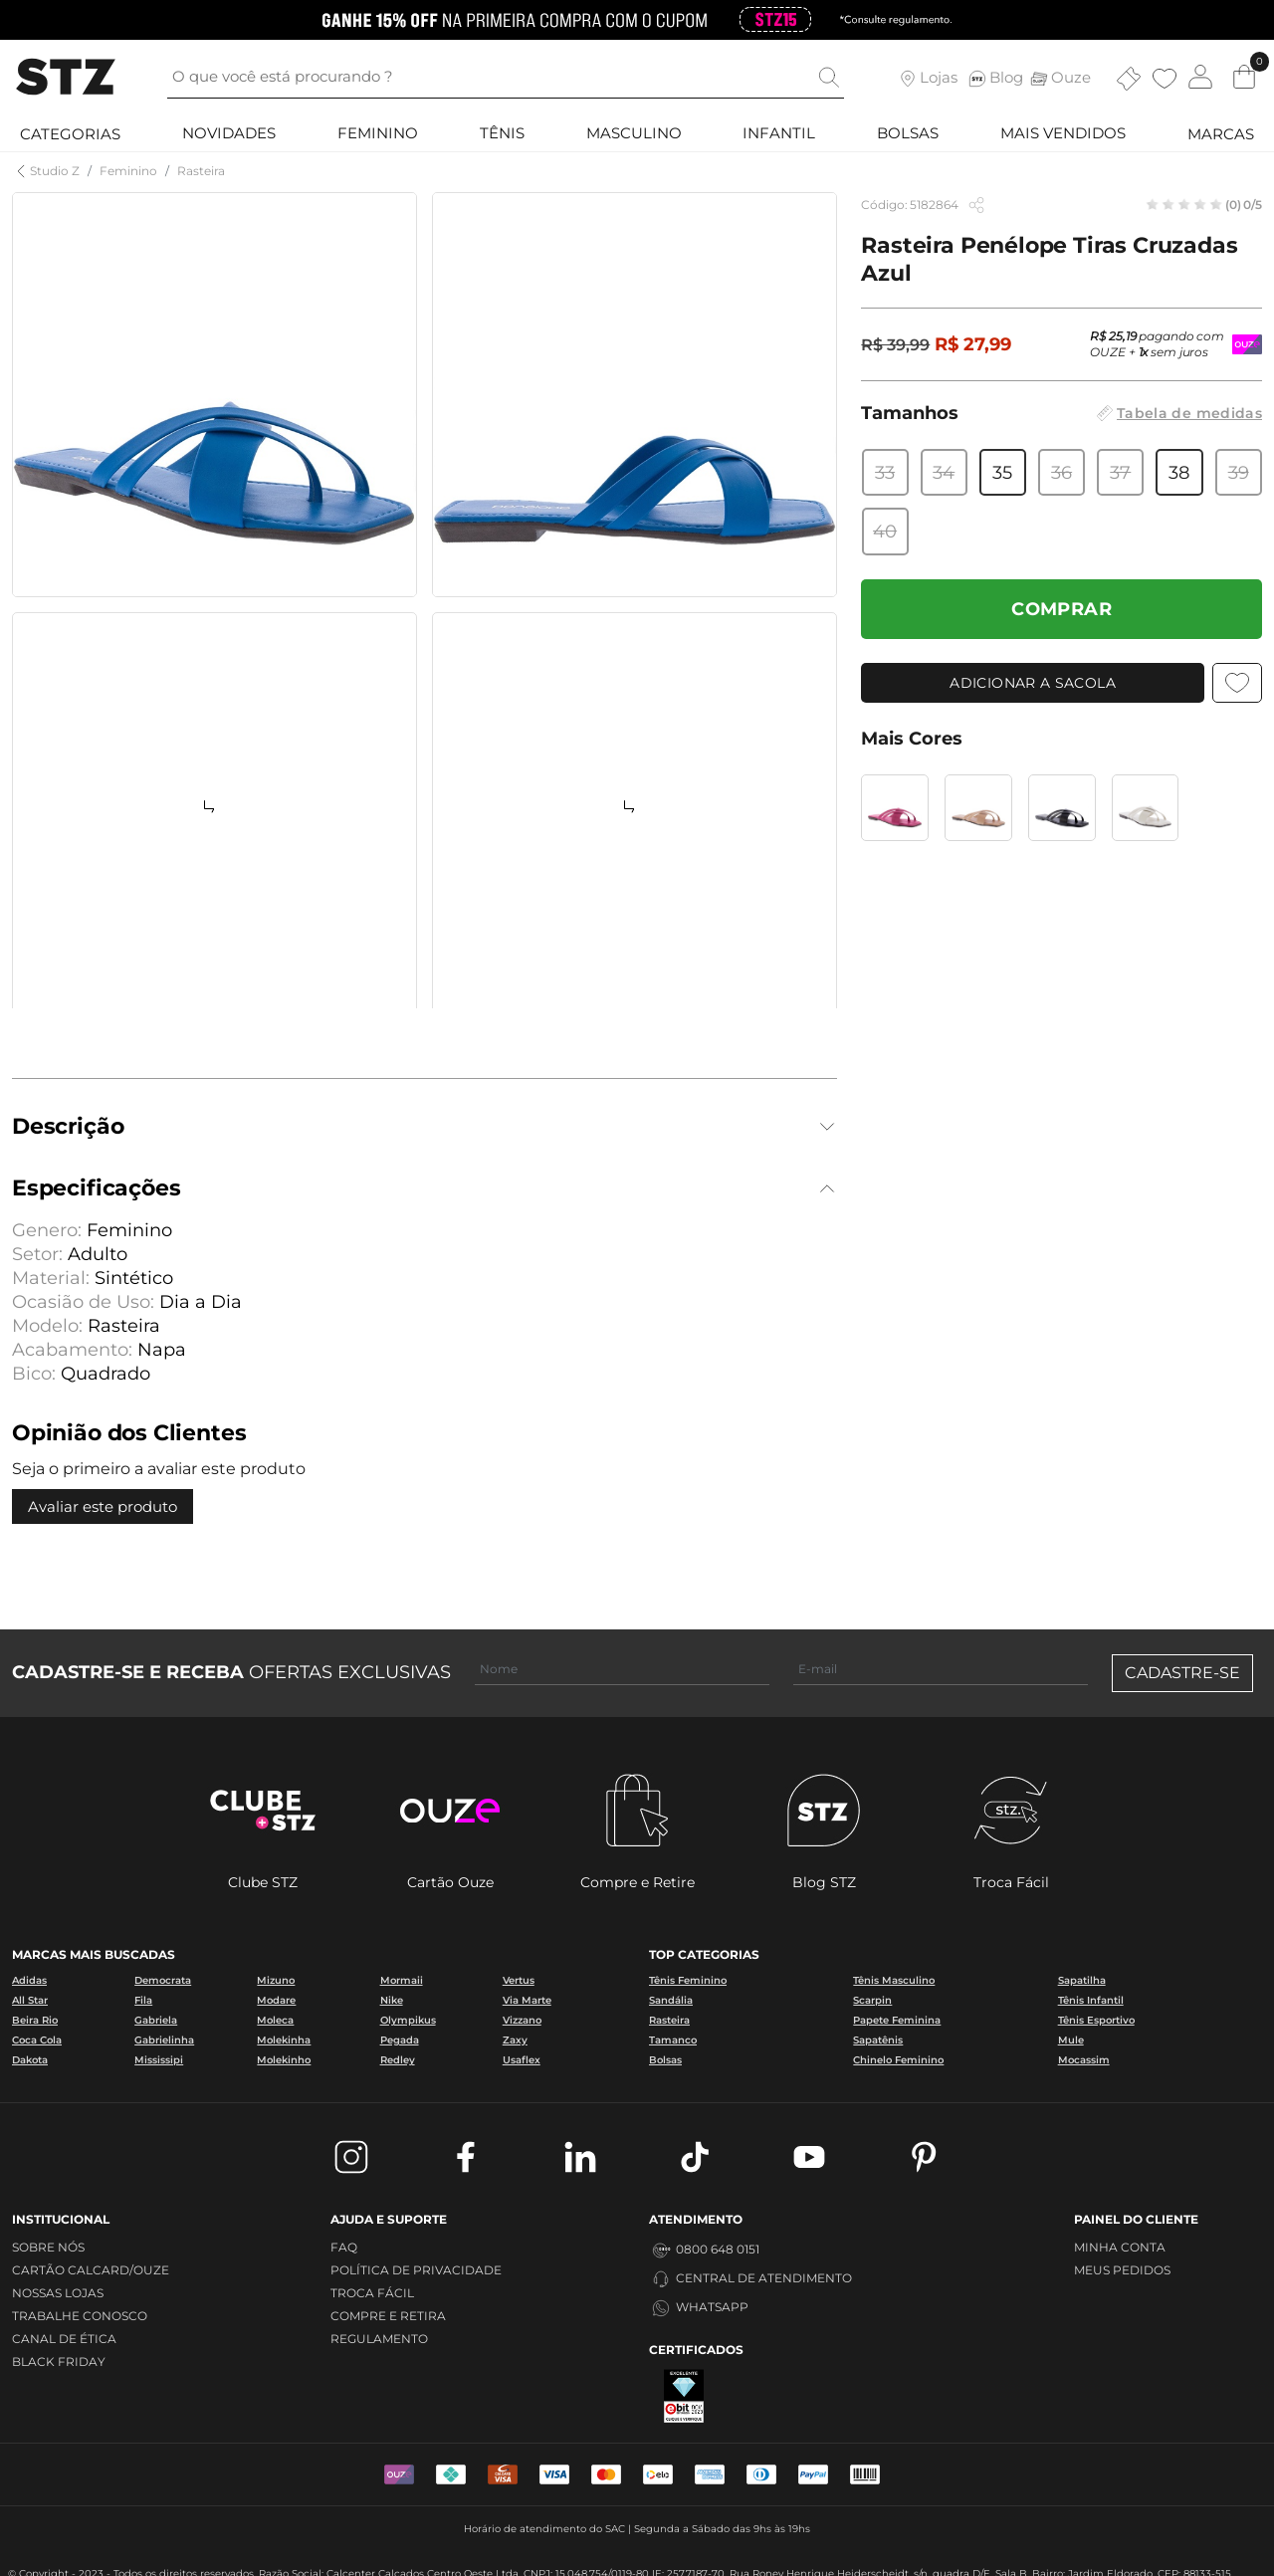 GANHE 15% OFF NA PRIMEIRA COMPRA COM O CUPOM STZ15 *Consulte regulamento.
STZ
O que você está procurando ?
Lojas Blog Ouze
0
CATEGORIAS NOVIDADES FEMININO TÊNIS MASCULINO INFANTIL BOLSAS MAIS VENDIDOS MARCAS
Studio Z / Feminino / Rasteira
Código: 5182864
(0) 0/5
Rasteira Penélope Tiras Cruzadas
Azul
R$ 39,99 R$ 27,99
R$ 25,19 pagando com
OUZE + 1x sem juros
OUZE
Tamanhos
Tabela de medidas
33 34 35 36 37 38 39
40
COMPRAR
ADICIONAR A SACOLA
Mais Cores
Descrição
Especificações
Genero: Feminino
Setor: Adulto
Material: Sintético
Ocasião de Uso: Dia a Dia
Modelo: Rasteira
Acabamento: Napa
Bico: Quadrado
Opinião dos Clientes
Seja o primeiro a avaliar este produto
Avaliar este produto
CADASTRE-SE E RECEBA OFERTAS EXCLUSIVAS
Nome
E-mail
CADASTRE-SE
CLUBE
+STZ
ouze
STZ
stz.
Clube STZ
Cartão Ouze
Compre e Retire
Blog STZ
Troca Fácil
MARCAS MAIS BUSCADAS
Adidas Democrata Mizuno Mormaii Vertus
All Star Fila Modare Nike Via Marte
Beira Rio Gabriela Moleca Olympikus Vizzano
Coca Cola Gabrielinha Molekinha Pegada Zaxy
Dakota Mississipi Molekinho Redley Usaflex
TOP CATEGORIAS
Tênis Feminino Tênis Masculino Sapatilha
Sandália Scarpin Tênis Infantil
Rasteira Papete Feminina Tênis Esportivo
Tamanco Sapatênis Mule
Bolsas Chinelo Feminino Mocassim
INSTITUCIONAL
SOBRE NÓS
CARTÃO CALCARD/OUZE
NOSSAS LOJAS
TRABALHE CONOSCO
CANAL DE ÉTICA
BLACK FRIDAY
AJUDA E SUPORTE
FAQ
POLÍTICA DE PRIVACIDADE
TROCA FÁCIL
COMPRE E RETIRA
REGULAMENTO
ATENDIMENTO
0800 648 0151
CENTRAL DE ATENDIMENTO
WHATSAPP
CERTIFICADOS
EXCELENTE
ebit
PAINEL DO CLIENTE
MINHA CONTA
MEUS PEDIDOS
OUZE
VISA
VISA
elo
PayPal
Horário de atendimento do SAC | Segunda a Sábado das 9hs às 19hs
© Copyright - 2023 - Todos os direitos reservados. Razão Social: Calcenter Calçados Centro Oeste Ltda. CNPJ: 15.048.754/0119-80 IE: 257.7187-70. Rua Roney Henrique Heiderscheidt, s/n, quadra D/E, Sala B, Bairro: Jardim Eldorado, CEP: 88133-515.